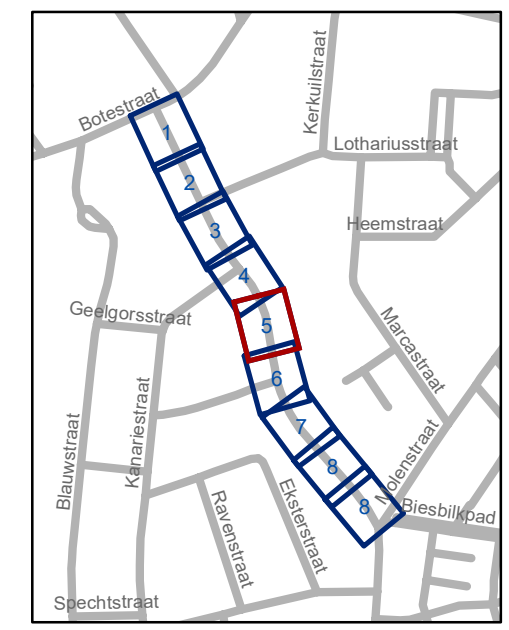 Botestraat
Kerkuilstraat
1
Lothariusstraat
2
Heemstraat
3
4
Geelgorsstraat
5
Marcastraat
6
Kanariestraat
7
Blauwstraat
Molenstraat
8
Biesbilkpad
8
Ravenstraat
Eksterstraat
Spechtstraat